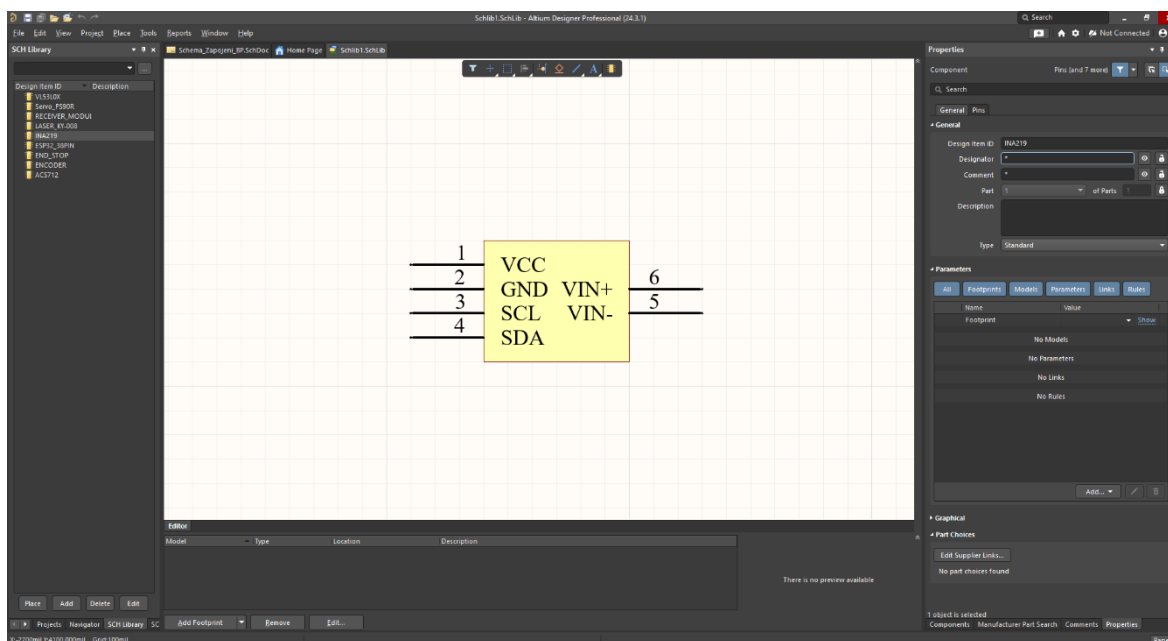 Schlib1.SchLib - Altium Designer Professional (24.3.1)
Search
File Edit View Project Place Tools Reports Window Help
Not Connected
SCH Library
Schema_Zapojeni_BP.SchDoc Home Page Schlib1.SchLib
Design Item ID Description
VL53L0X
Servo_FS90R
RECEIVER_MODUl
LASER_KY-008
INA219
ESP32_38PIN
END_STOP
ENCODER
ACS712
Place Add Delete Edit
Projects Navigator SCH Library SC
1 VCC
2 GND
3 SCL
4 SDA
VIN+ 6
VIN- 5
Editor
Model Type Location Description
There is no preview available
Add Footprint Remove Edit...
Properties
Component Pins (and 7 more)
Search
General Pins
General
Design Item ID INA219
Designator *
Comment *
Part 1 of Parts 1
Description
Type Standard
Parameters
All Footprints Models Parameters Links Rules
Name Value
Footprint Show
No Models
No Parameters
No Links
No Rules
Add...
Graphical
Part Choices
Edit Supplier Links...
No part choices found
1 object is selected
Components Manufacturer Part Search Comments Properties
X:-2700mil Y:4100.000mil Grid:100mil